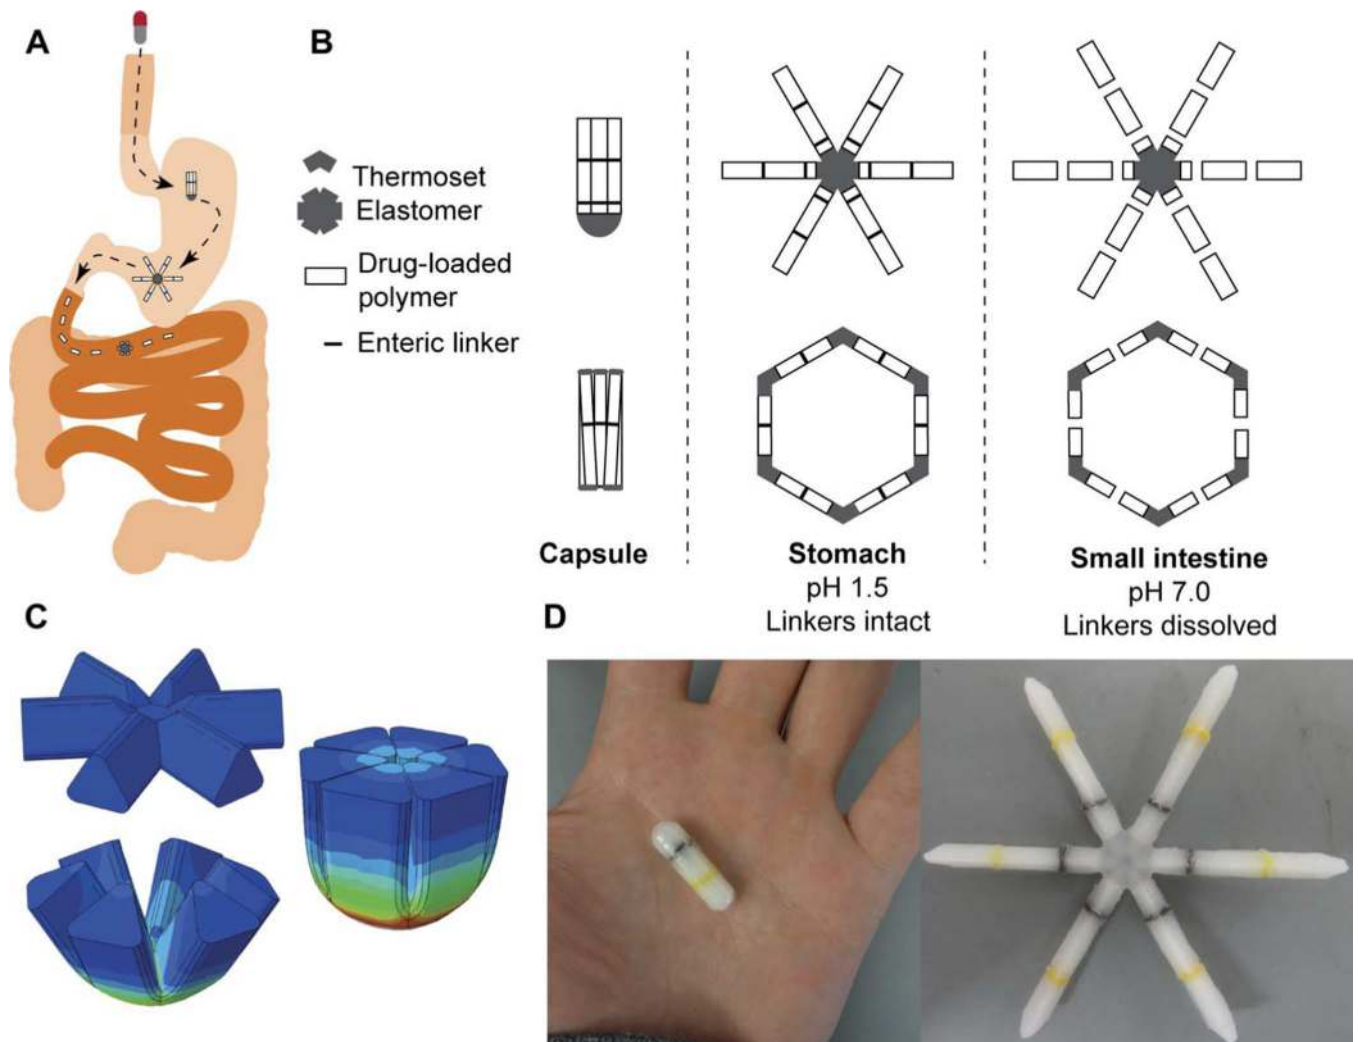 A
B
Thermoset
Elastomer
Drug-loaded
polymer
Enteric linker
Capsule
Stomach
pH 1.5
Linkers intact
Small intestine
pH 7.0
Linkers dissolved
C
D